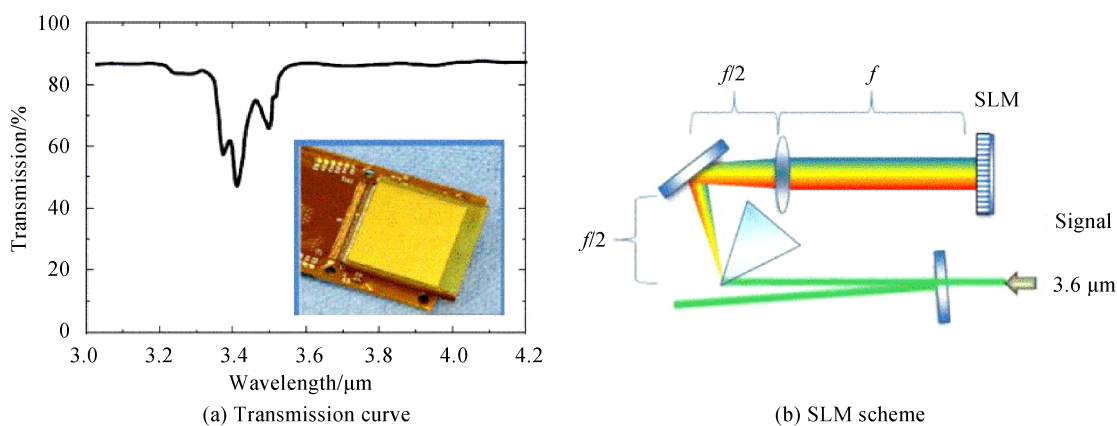 100
80
60
40
20
0
Transmission/%
3.0
3.2
3.4
3.6
3.8
4.0
4.2
Wavelength/μm
(a) Transmission curve
f/2
f
SLM
f/2
Signal
3.6 μm
(b) SLM scheme